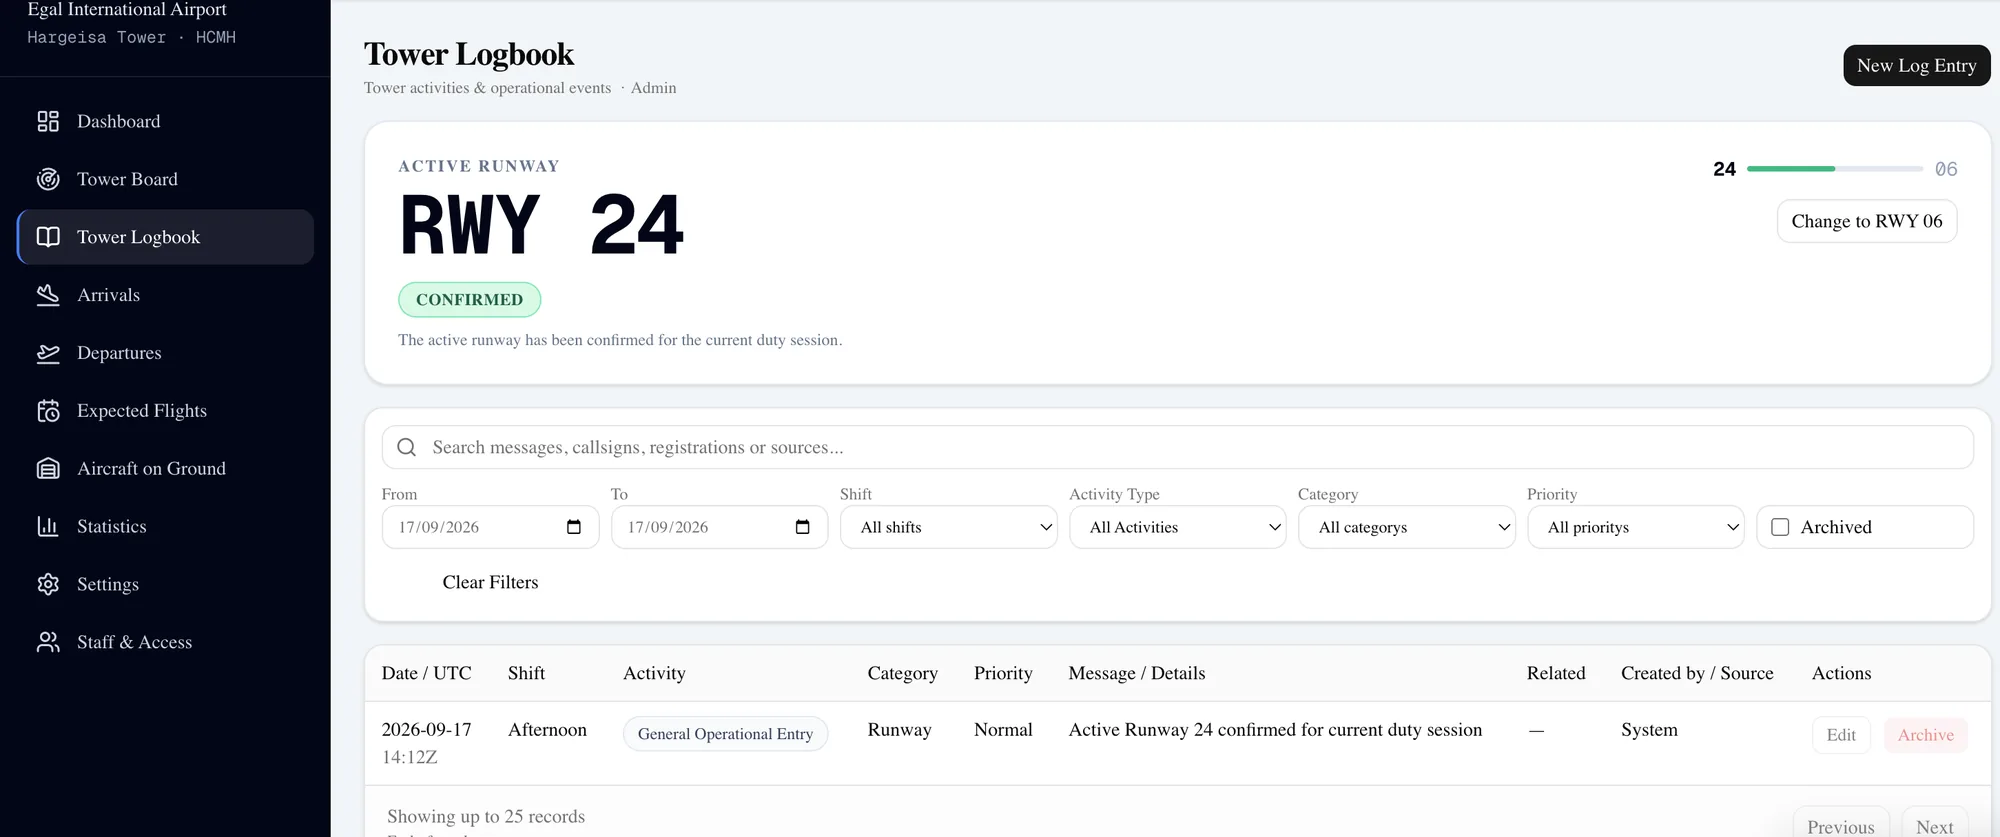 Egal International Airport
Hargeisa Tower · HCMH
Dashboard
Tower Board
Tower Logbook
Arrivals
Departures
Expected Flights
Aircraft on Ground
Statistics
Settings
Staff & Access
Tower Logbook
Tower activities & operational events · Admin
New Log Entry
ACTIVE RUNWAY
RWY 24
CONFIRMED
The active runway has been confirmed for the current duty session.
24 06
Change to RWY 06
Search messages, callsigns, registrations or sources...
From To Shift Activity Type Category Priority
17/09/2026 17/09/2026 All shifts All Activities All categorys All prioritys Archived
Clear Filters
Date / UTC Shift Activity Category Priority Message / Details Related Created by / Source Actions
2026-09-17 Afternoon General Operational Entry Runway Normal Active Runway 24 confirmed for current duty session — System Edit Archive
14:12Z
Showing up to 25 records
Previous Next